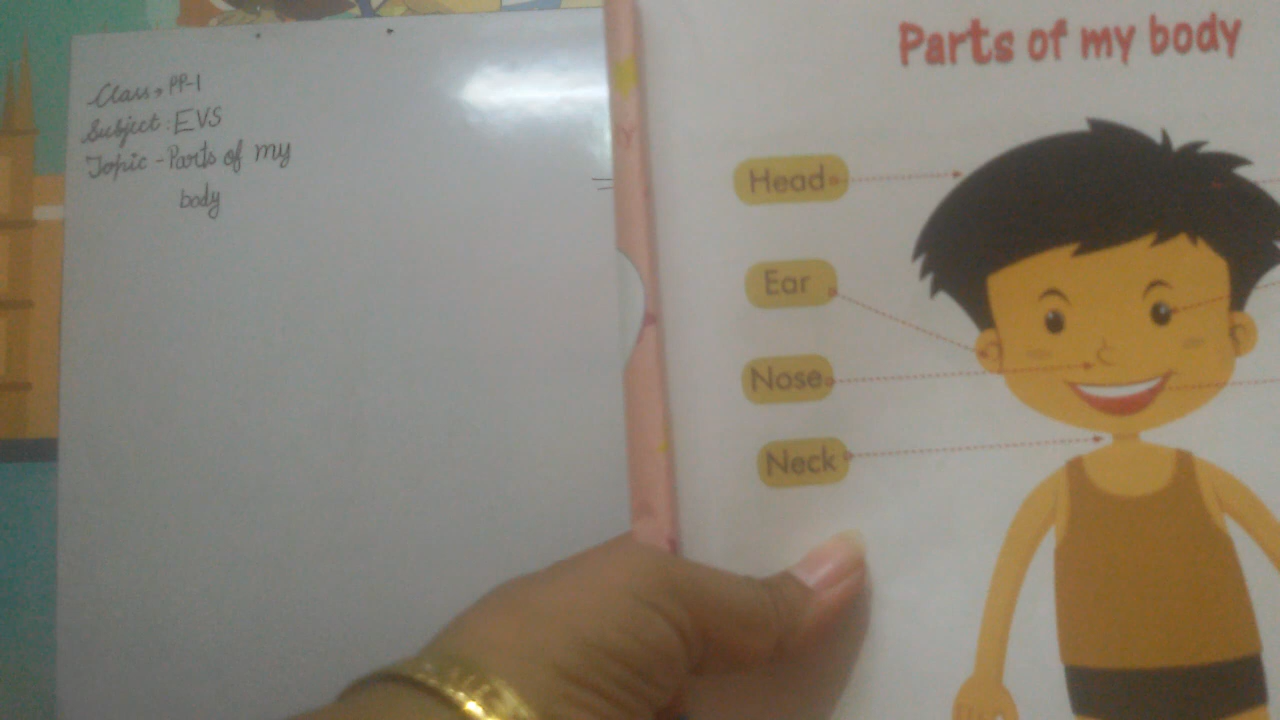 Class:- PP-1
Subject: EVS
Topic - Parts of my
body
Parts of my body
Head
Ear
Nose
Neck